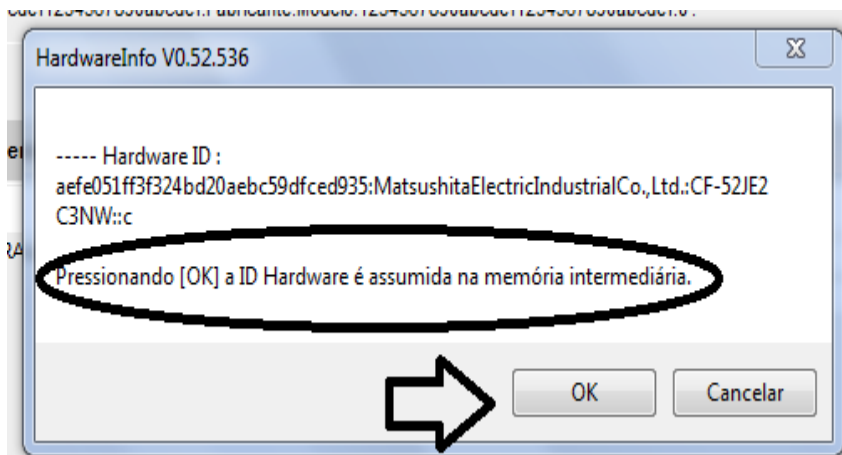 HardwareInfo V0.52.536
----- Hardware ID :
aefe051ff3f324bd20aebc59dfced935:MatsushitaElectricIndustrialCo.,Ltd.:CF-52JE2
C3NW::c
Pressionando [OK] a ID Hardware é assumida na memória intermediária.
OK
Cancelar